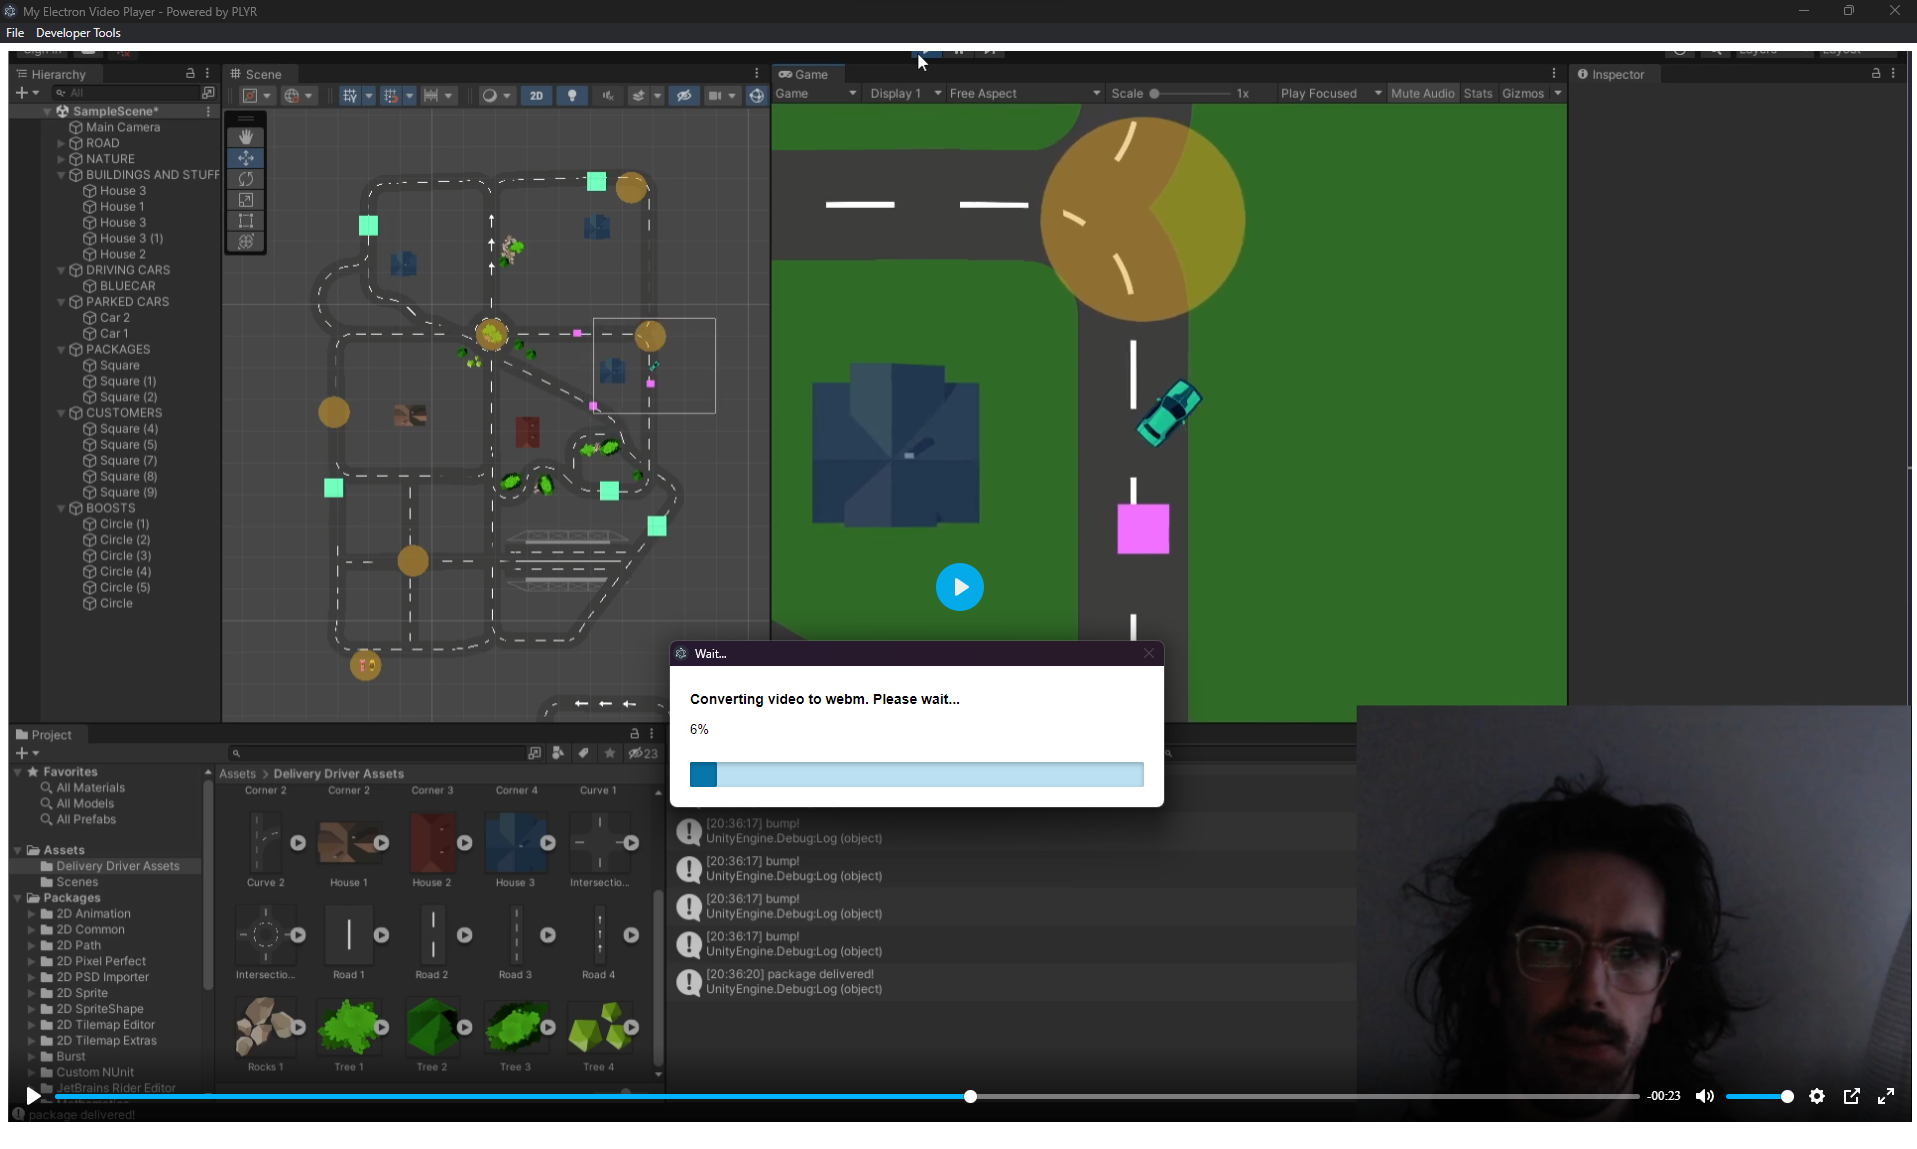 My Electron Video Player - Powered by PLYR
File Developer Tools
Hierarchy
All
SampleScene*
Main Camera
ROAD
NATURE
BUILDINGS AND STUFF
House 3
House 1
House 3
House 3 (1)
House 2
DRIVING CARS
BLUECAR
PARKED CARS
Car 2
Car 1
PACKAGES
Square
Square (1)
Square (2)
CUSTOMERS
Square (4)
Square (5)
Square (7)
Square (8)
Square (9)
BOOSTS
Circle (1)
Circle (2)
Circle (3)
Circle (4)
Circle (5)
Circle
Scene
2D
Game
Game Display 1 Free Aspect Scale 1x Play Focused Mute Audio Stats Gizmos
Inspector
Wait...
Converting video to webm. Please wait...
6%
Project
23
Favorites
All Materials
All Models
All Prefabs
Assets
Delivery Driver Assets
Scenes
Packages
2D Animation
2D Common
2D Path
2D Pixel Perfect
2D PSD Importer
2D Sprite
2D SpriteShape
2D Tilemap Editor
2D Tilemap Extras
Burst
Custom NUnit
JetBrains Rider Editor
Assets > Delivery Driver Assets
Corner 2 Corner 2 Corner 3 Corner 4 Curve 1
Curve 2 House 1 House 2 House 3 Intersectio...
Intersectio... Road 1 Road 2 Road 3 Road 4
Rocks 1 Tree 1 Tree 2 Tree 3 Tree 4
[20:36:17] bump!
UnityEngine.Debug:Log (object)
[20:36:17] bump!
UnityEngine.Debug:Log (object)
[20:36:17] bump!
UnityEngine.Debug:Log (object)
[20:36:17] bump!
UnityEngine.Debug:Log (object)
[20:36:20] package delivered!
UnityEngine.Debug:Log (object)
-00:23
package delivered!